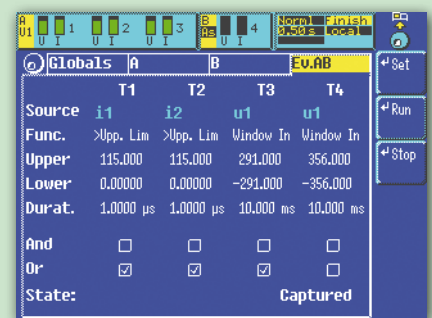 A U1 1 2 3 B As 4 Norml Finish
U I U I U I U I 0.50 s Local
Globals A B Ev.AB Set
T1 T2 T3 T4
Source i1 i2 u1 u1 Run
Func. >Upp. Lim >Upp. Lim Window In Window In
Upper 115.000 115.000 291.000 356.000 Stop
Lower 0.00000 0.00000 -291.000 -356.000
Durat. 1.0000 µs 1.0000 µs 10.000 ms 10.000 ms
And
Or
State: Captured